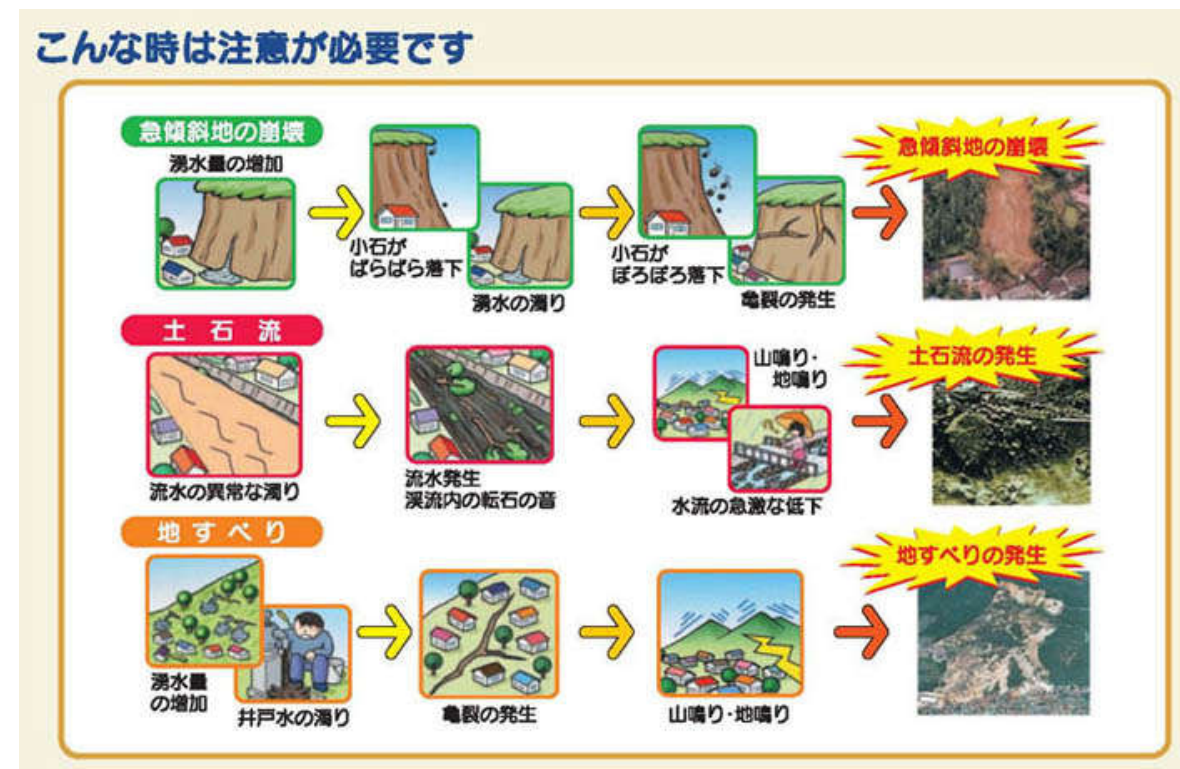 こんな時は注意が必要です
急傾斜地の崩壊
湧水量の増加
小石が
ばらばら落下
湧水の濁り
小石が
ぼろぼろ落下
亀裂の発生
急傾斜地の崩壊
土石流
流水の異常な濁り
流水発生
渓流内の転石の音
山鳴り・
地鳴り
水流の急激な低下
土石流の発生
地すべり
湧水量
の増加
井戸水の濁り
亀裂の発生
山鳴り・地鳴り
地すべりの発生